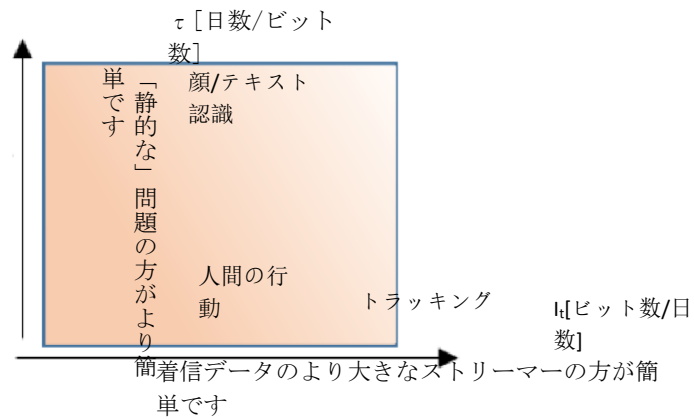 τ [日数/ビット
数]
「静的な」問題の方がより簡
単です
顔/テキスト
認識
人間の行
動
トラッキング
It[ビット数/日
数]
着信データのより大きなストリーマーの方が簡
単です